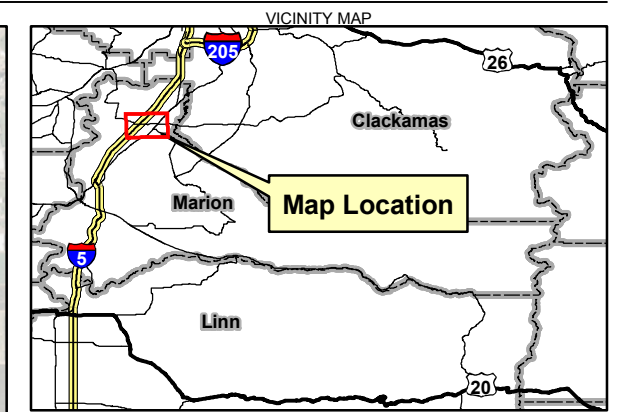 VICINITY MAP
205
26
Clackamas
Marion
Map Location
5
Linn
20